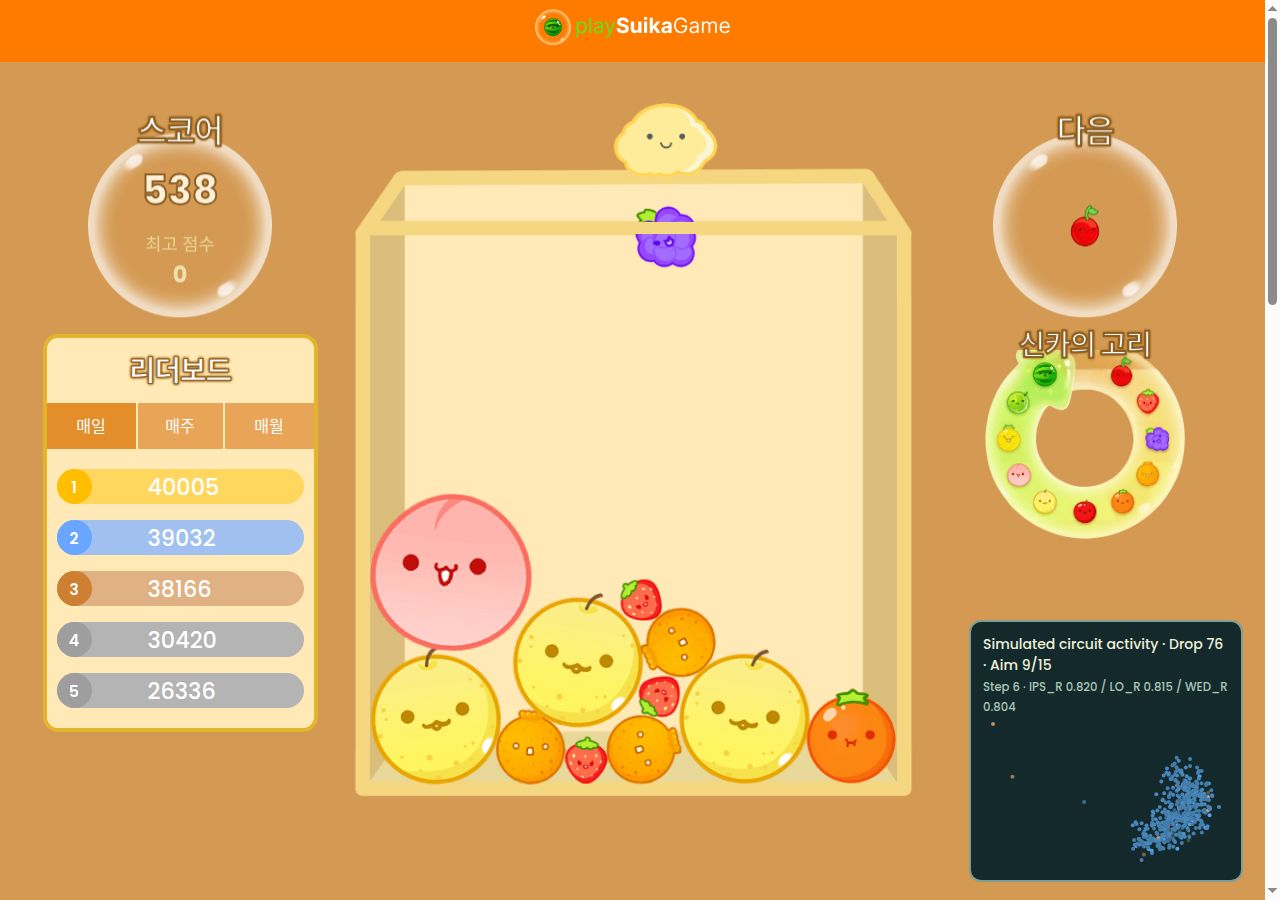 playSuikaGame
스코어
538
최고 점수
0
다음
신카의 고리
리더보드
매일 매주 매월
1 40005
2 39032
3 38166
4 30420
5 26336
Simulated circuit activity · Drop 76
· Aim 9/15
Step 6 · IPS_R 0.820 / LO_R 0.815 / WED_R
0.804